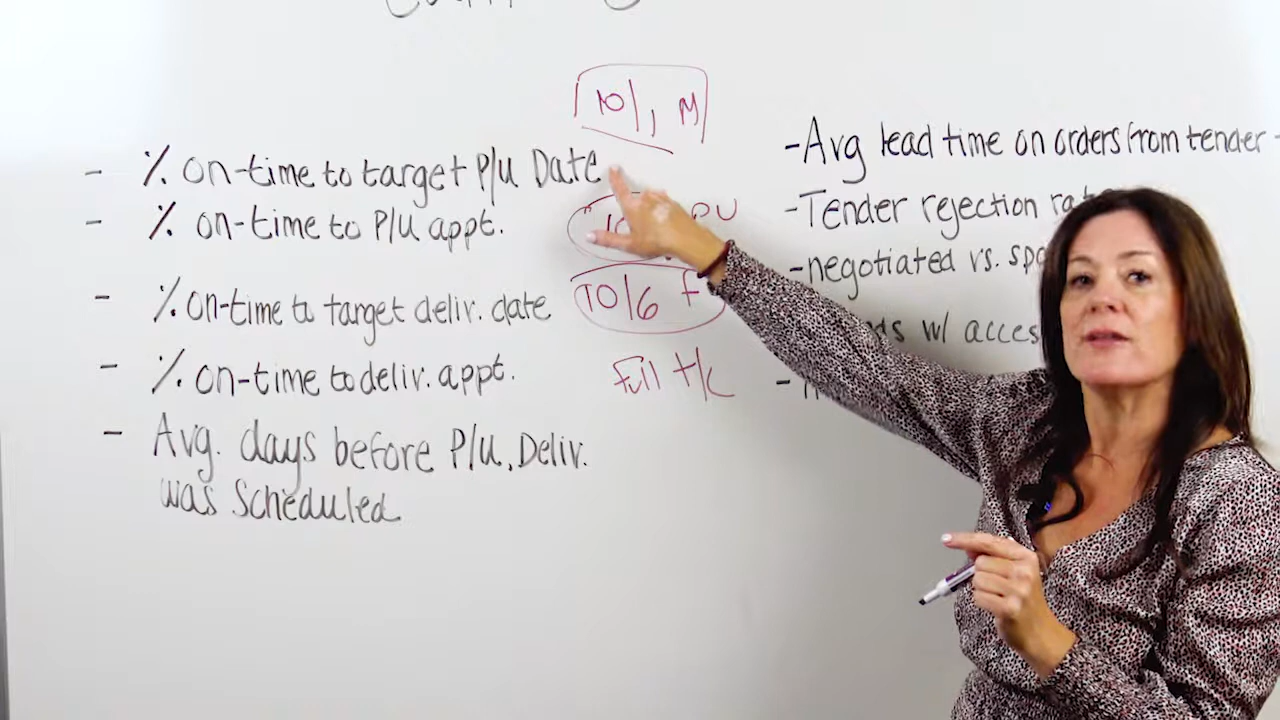 10/1, M
- % on-time to target P/U Date
- % on-time to P/U appt.
PU
- % on-time to target deliv. date
10/6 F
- % on-time to deliv. appt.
full t/c
- Avg. days before P/U, Deliv.
was Scheduled
- Avg lead time on orders from tender -
- Tender rejection
- negotiated vs.
w/
-